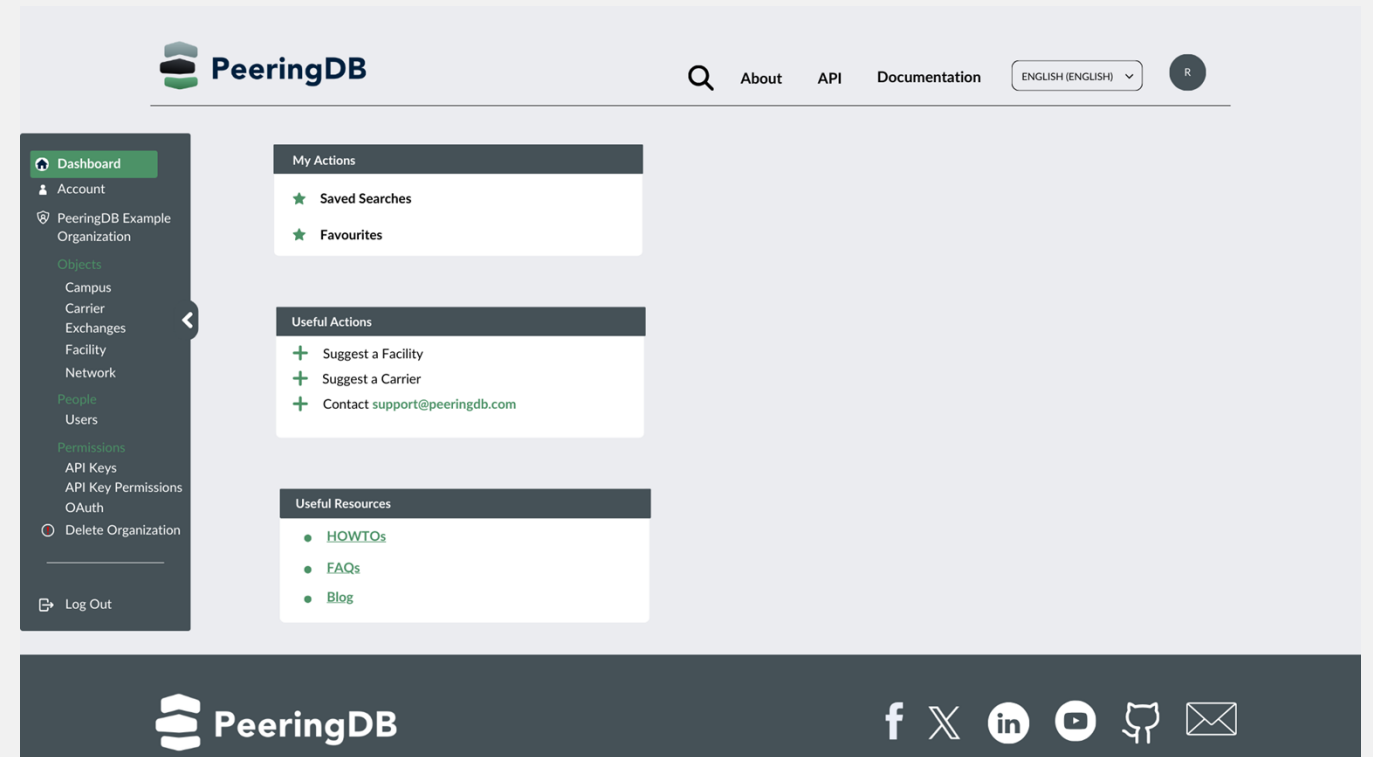 PeeringDB
About API Documentation ENGLISH (ENGLISH) R
Dashboard
Account
PeeringDB Example
Organization
Objects
Campus
Carrier
Exchanges
Facility
Network
People
Users
Permissions
API Keys
API Key Permissions
OAuth
Delete Organization
Log Out
My Actions
Saved Searches
Favourites
Useful Actions
Suggest a Facility
Suggest a Carrier
Contact support@peeringdb.com
Useful Resources
HOWTOs
FAQs
Blog
PeeringDB
f X in